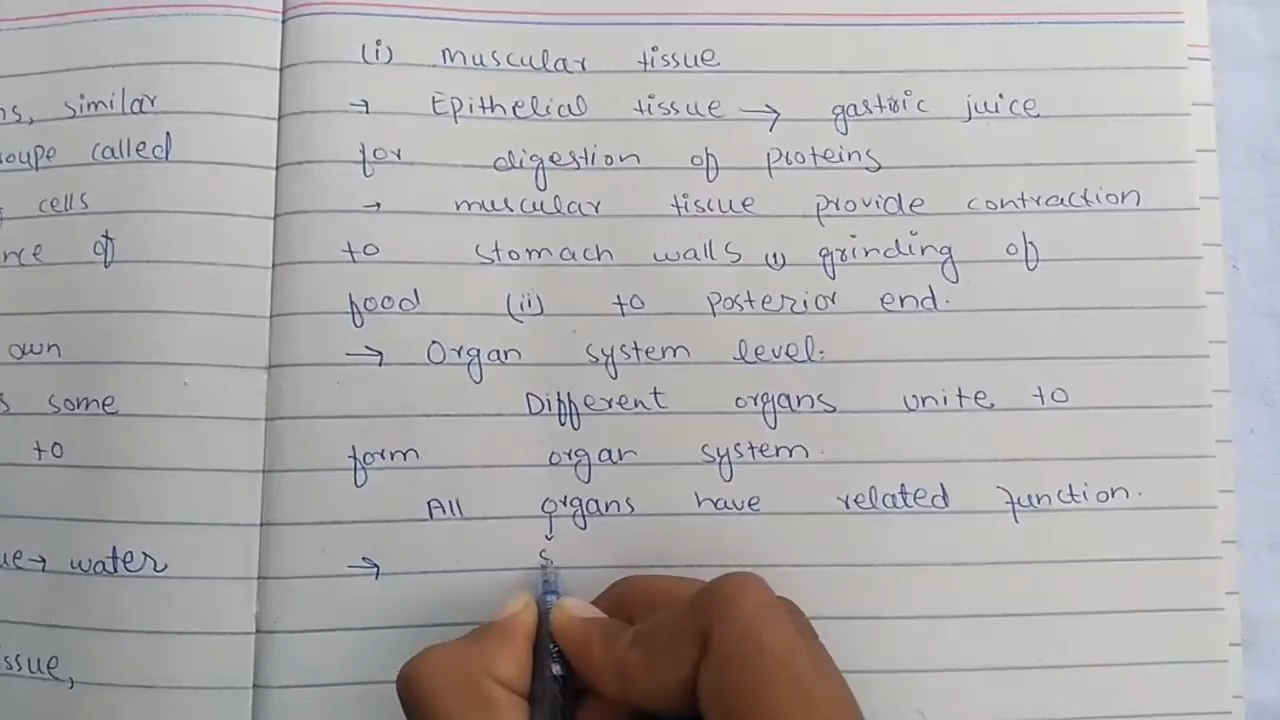 ns, similar
oupe called
cells
nce of
own
s some
to
ue → water
issue,
(i) muscular tissue
→ Epithelial tissue → gastric juice
for digestion of proteins
→ muscular tissue provide contraction
to stomach walls (i) grinding of
food (ii) to posterior end.
→ Organ system level:
Different organs unite to
form organ system.
All organs have related function.
→ S